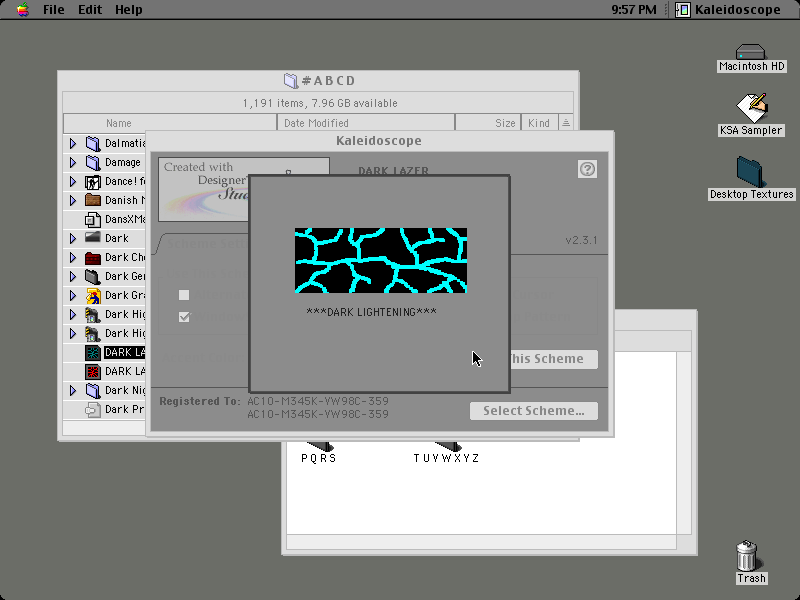 File Edit Help
9:57 PM
Kaleidoscope
Macintosh HD
KSA Sampler
Desktop Textures
Trash
#ABCD
1,191 items, 7.96 GB available
Name Date Modified Size Kind
Dalmatia
Damage
Dance! f
Danish M
DansXMa
Dark
Dark Che
Dark Ger
Dark Gra
Dark Hig
Dark Hig
DARK LA
DARK LA
Dark Nig
Dark Pr
Kaleidoscope
Created with
Designer's
Stu
DARK LAZER
?
v2.3.1
***DARK LIGHTENING***
This Scheme
Registered To: AC10-M345K-YW98C-359
AC10-M345K-YW98C-359
Select Scheme...
PQRS
TUVWXYZ